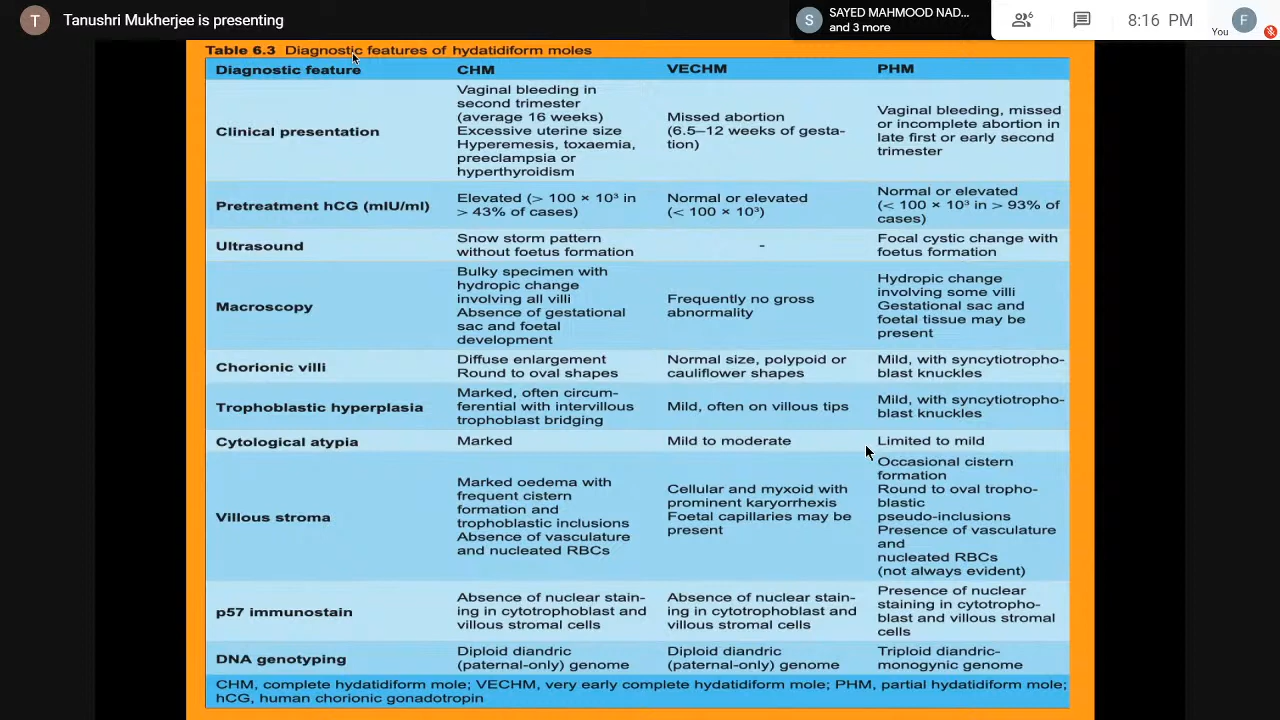 T Tanushri Mukherjee is presenting
S SAYED MAHMOOD NAD...
and 3 more
6
8:16 PM
You
F
Table 6.3 Diagnostic features of hydatidiform moles
Diagnostic feature CHM VECHM PHM
Clinical presentation
Vaginal bleeding in
second trimester
(average 16 weeks)
Excessive uterine size
Hyperemesis, toxaemia,
preeclampsia or
hyperthyroidism
Missed abortion
(6.5–12 weeks of gesta-
tion)
Vaginal bleeding, missed
or incomplete abortion in
late first or early second
trimester
Pretreatment hCG (mIU/ml)
Elevated (> 100 × 10³ in
> 43% of cases)
Normal or elevated
(< 100 × 10³)
Normal or elevated
(< 100 × 10³ in > 93% of
cases)
Ultrasound
Snow storm pattern
without foetus formation
-
Focal cystic change with
foetus formation
Macroscopy
Bulky specimen with
hydropic change
involving all villi
Absence of gestational
sac and foetal
development
Frequently no gross
abnormality
Hydropic change
involving some villi
Gestational sac and
foetal tissue may be
present
Chorionic villi
Diffuse enlargement
Round to oval shapes
Normal size, polypoid or
cauliflower shapes
Mild, with syncytiotropho-
blast knuckles
Trophoblastic hyperplasia
Marked, often circum-
ferential with intervillous
trophoblast bridging
Mild, often on villous tips
Mild, with syncytiotropho-
blast knuckles
Cytological atypia
Marked
Mild to moderate
Limited to mild
Villous stroma
Marked oedema with
frequent cistern
formation and
trophoblastic inclusions
Absence of vasculature
and nucleated RBCs
Cellular and myxoid with
prominent karyorrhexis
Foetal capillaries may be
present
Occasional cistern
formation
Round to oval tropho-
blastic
pseudo-inclusions
Presence of vasculature
and
nucleated RBCs
(not always evident)
p57 immunostain
Absence of nuclear stain-
ing in cytotrophoblast and
villous stromal cells
Absence of nuclear stain-
ing in cytotrophoblast and
villous stromal cells
Presence of nuclear
staining in cytotropho-
blast and villous stromal
cells
DNA genotyping
Diploid diandric
(paternal-only) genome
Diploid diandric
(paternal-only) genome
Triploid diandric-
monogynic genome
CHM, complete hydatidiform mole; VECHM, very early complete hydatidiform mole; PHM, partial hydatidiform mole;
hCG, human chorionic gonadotropin